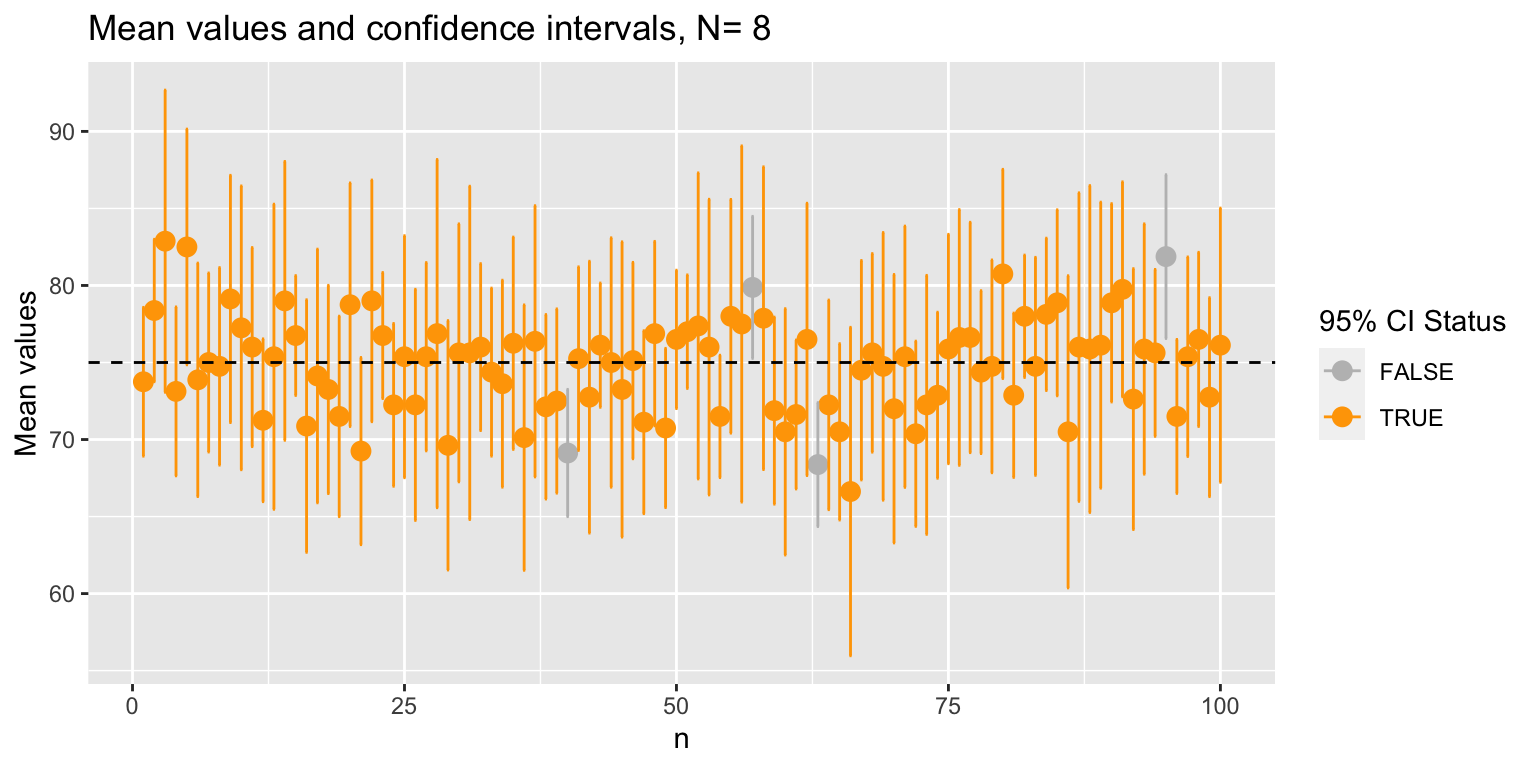 Mean values and confidence intervals, N= 8
Mean values
90
80
70
60
0
25
50
75
100
n
95% CI Status
FALSE
TRUE